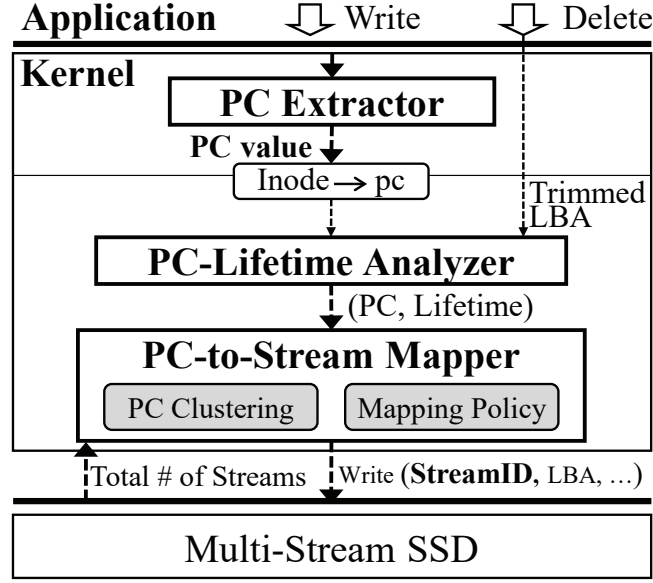 Application
Write
Delete
Kernel
PC Extractor
PC value
Inode → pc
Trimmed
LBA
PC-Lifetime Analyzer
(PC, Lifetime)
PC-to-Stream Mapper
PC Clustering
Mapping Policy
Total # of Streams
Write (StreamID, LBA, ...)
Multi-Stream SSD